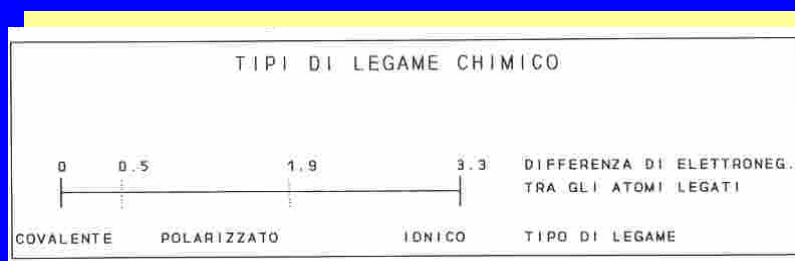 TIPI DI LEGAME CHIMICO
0 0.5 1.9 3.3 DIFFERENZA DI ELETTRONEG.
TRA GLI ATOMI LEGATI
COVALENTE POLARIZZATO IONICO TIPO DI LEGAME